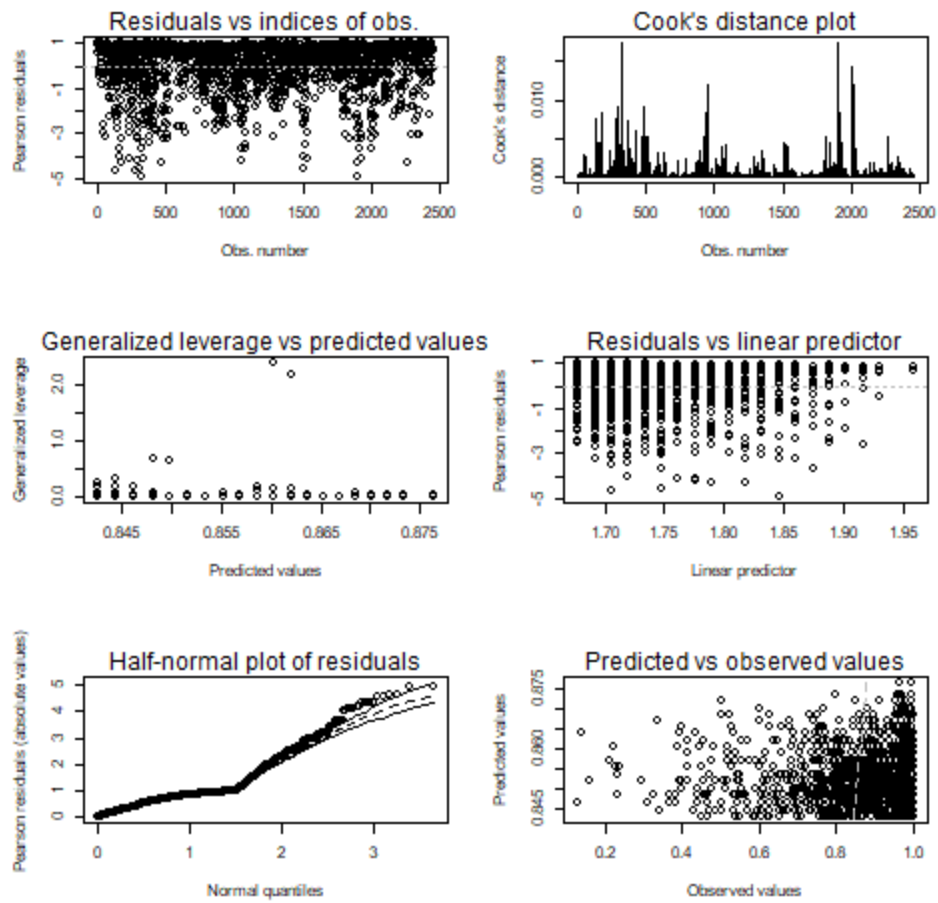 Residuals vs indices of obs.
Pearson residuals
1
-1
-3
-5
0
500
1000
1500
2000
2500
Obs. number
Cook's distance plot
Cook's distance
0.010
0.000
0
500
1000
1500
2000
2500
Obs. number
Generalized leverage vs predicted values
Generalized leverage
2.0
1.0
0.0
0.845
0.855
0.865
0.875
Predicted values
Residuals vs linear predictor
Pearson residuals
1
-1
-3
-5
1.70
1.75
1.80
1.85
1.90
1.95
Linear predictor
Half-normal plot of residuals
Pearson residuals (absolute values)
5
4
3
2
1
0
0
1
2
3
Normal quantiles
Predicted vs observed values
Predicted values
0.875
0.860
0.845
0.2
0.4
0.6
0.8
1.0
Observed values